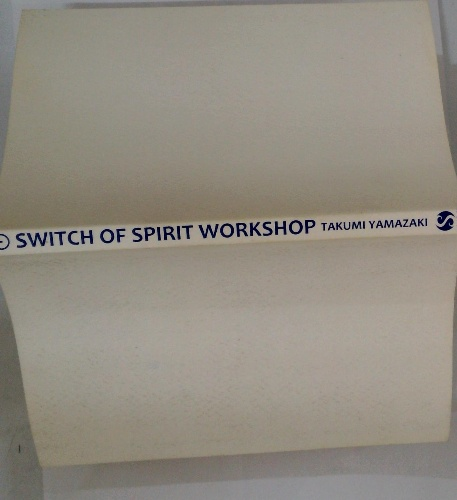 SWITCH OF SPIRIT WORKSHOP TAKUMI YAMAZAKI